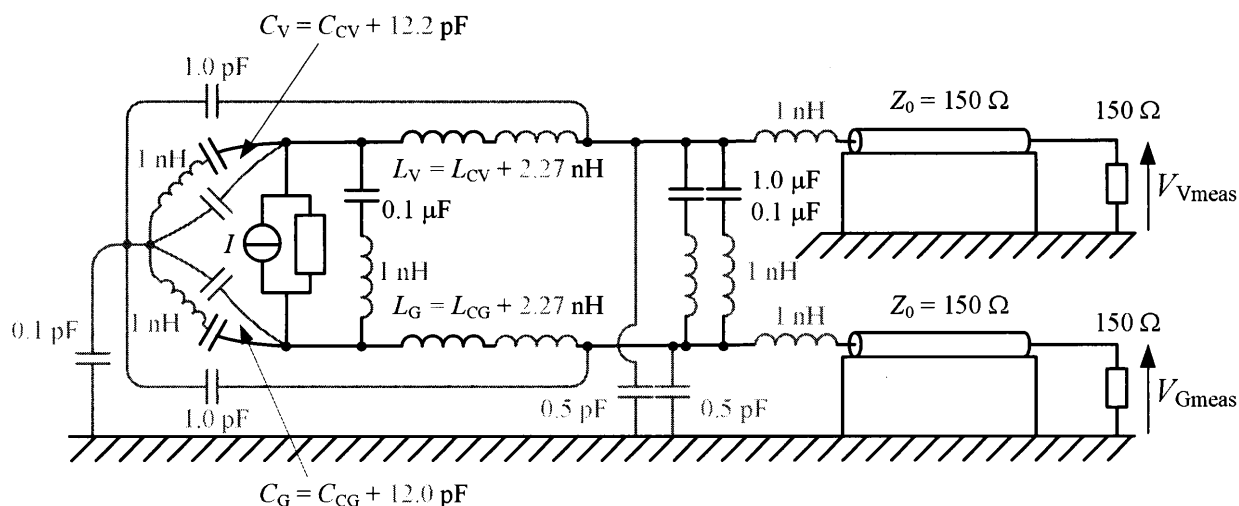 C_V = C_CV + 12.2 pF
1.0 pF
1 nH
Z_0 = 150 Ω
150 Ω
1 nH
L_V = L_CV + 2.27 nH
1.0 μF
0.1 μF
0.1 μF
V_Vmeas
I
1 nH
1 nH
L_G = L_CG + 2.27 nH
1 nH
1 nH
Z_0 = 150 Ω
150 Ω
0.1 pF
V_Gmeas
1.0 pF
0.5 pF
0.5 pF
C_G = C_CG + 12.0 pF